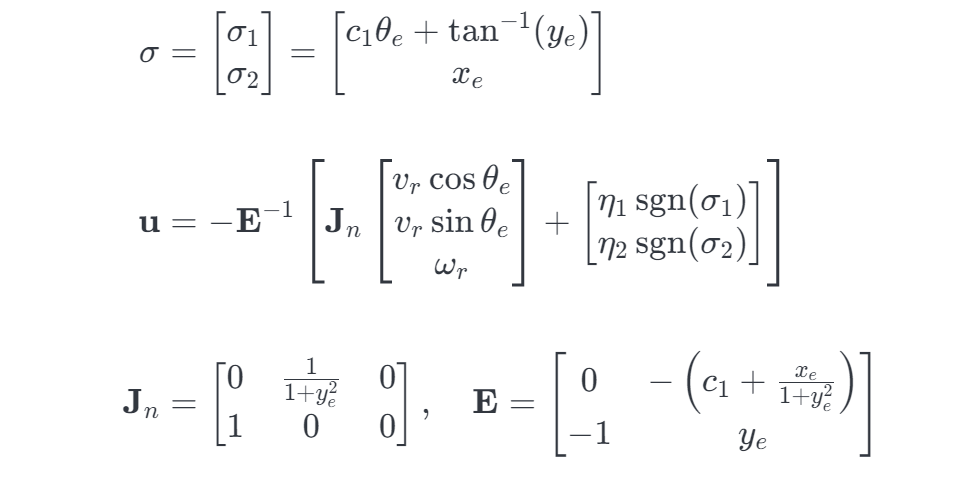 σ = [σ₁ σ₂] = [c₁θₑ + tan⁻¹(yₑ) xₑ]
u = −E⁻¹ [Jₙ [vᵣ cos θₑ vᵣ sin θₑ ωᵣ] + [η₁ sgn(σ₁) η₂ sgn(σ₂)]]
Jₙ = [0 1/(1+yₑ²) 0 1 0 0], E = [0 −(c₁ + xₑ/(1+yₑ²)) −1 yₑ]